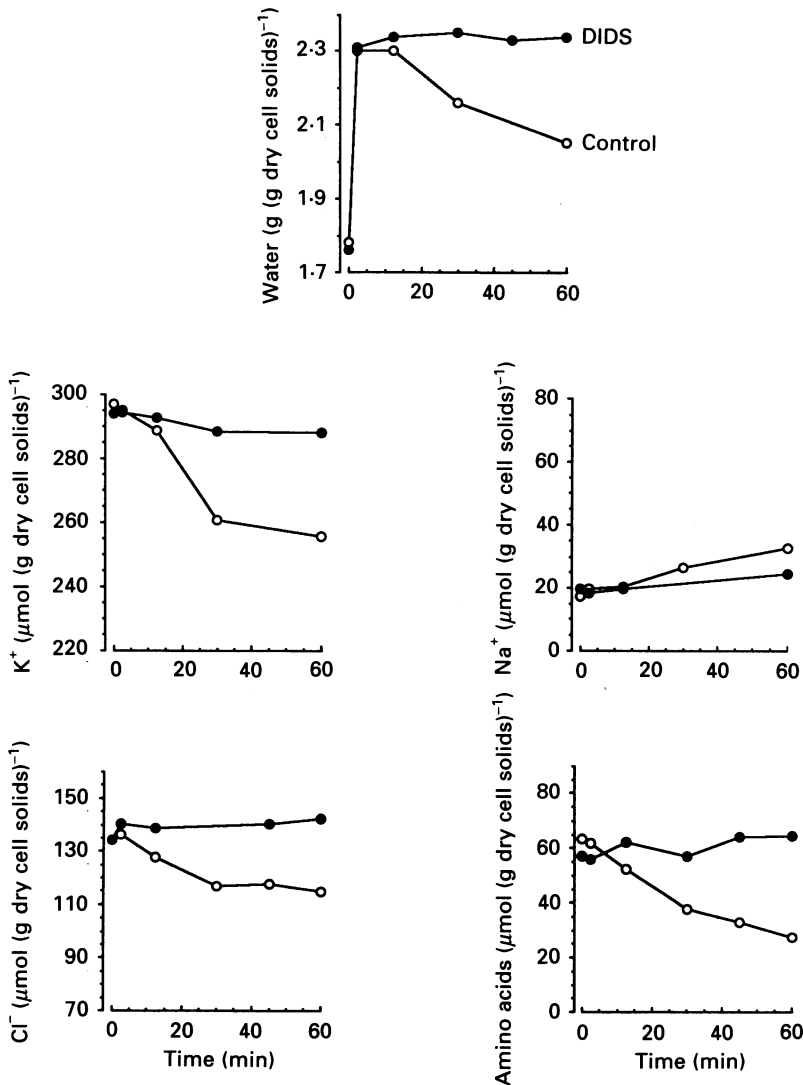 Water (g (g dry cell solids)⁻¹)
2·3
2·1
1·9
1·7
0 20 40 60
DIDS
Control
K⁺ (μmol (g dry cell solids)⁻¹)
300
280
260
240
220
0 20 40 60
Na⁺ (μmol (g dry cell solids)⁻¹)
80
60
40
20
0
0 20 40 60
Cl⁻ (μmol (g dry cell solids)⁻¹)
150
130
110
90
70
0 20 40 60
Time (min)
Amino acids (μmol (g dry cell solids)⁻¹)
80
60
40
20
0
0 20 40 60
Time (min)